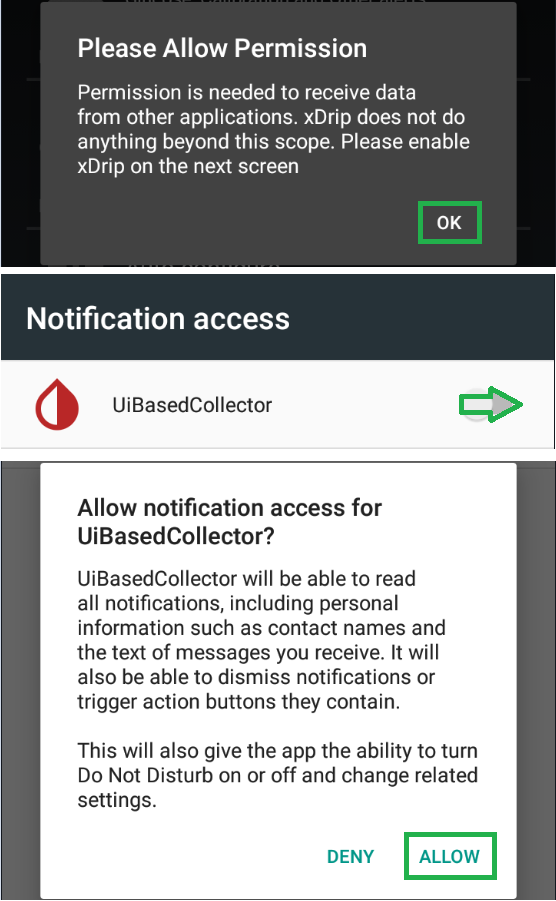 Please Allow Permission
Permission is needed to receive data
from other applications. xDrip does not do
anything beyond this scope. Please enable
xDrip on the next screen
OK
Notification access
UiBasedCollector
Allow notification access for
UiBasedCollector?
UiBasedCollector will be able to read
all notifications, including personal
information such as contact names and
the text of messages you receive. It will
also be able to dismiss notifications or
trigger action buttons they contain.
This will also give the app the ability to turn
Do Not Disturb on or off and change related
settings.
DENY ALLOW